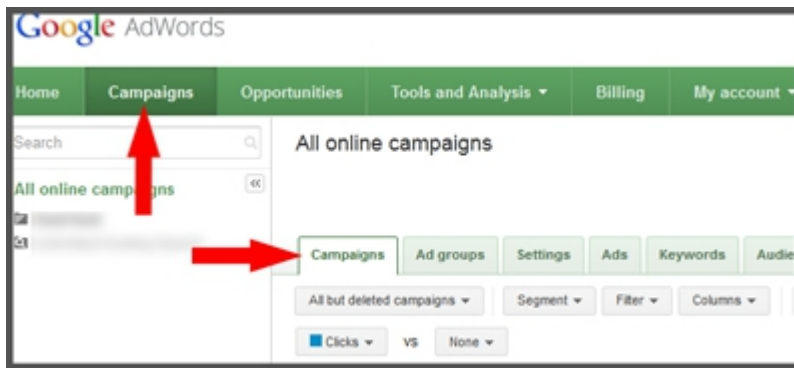 Google AdWords
Home Campaigns Opportunities Tools and Analysis Billing My account
Search
All online campaigns
All online campaigns
Campaigns Ad groups Settings Ads Keywords
All but deleted campaigns Segment Filter Columns
Clicks vs None